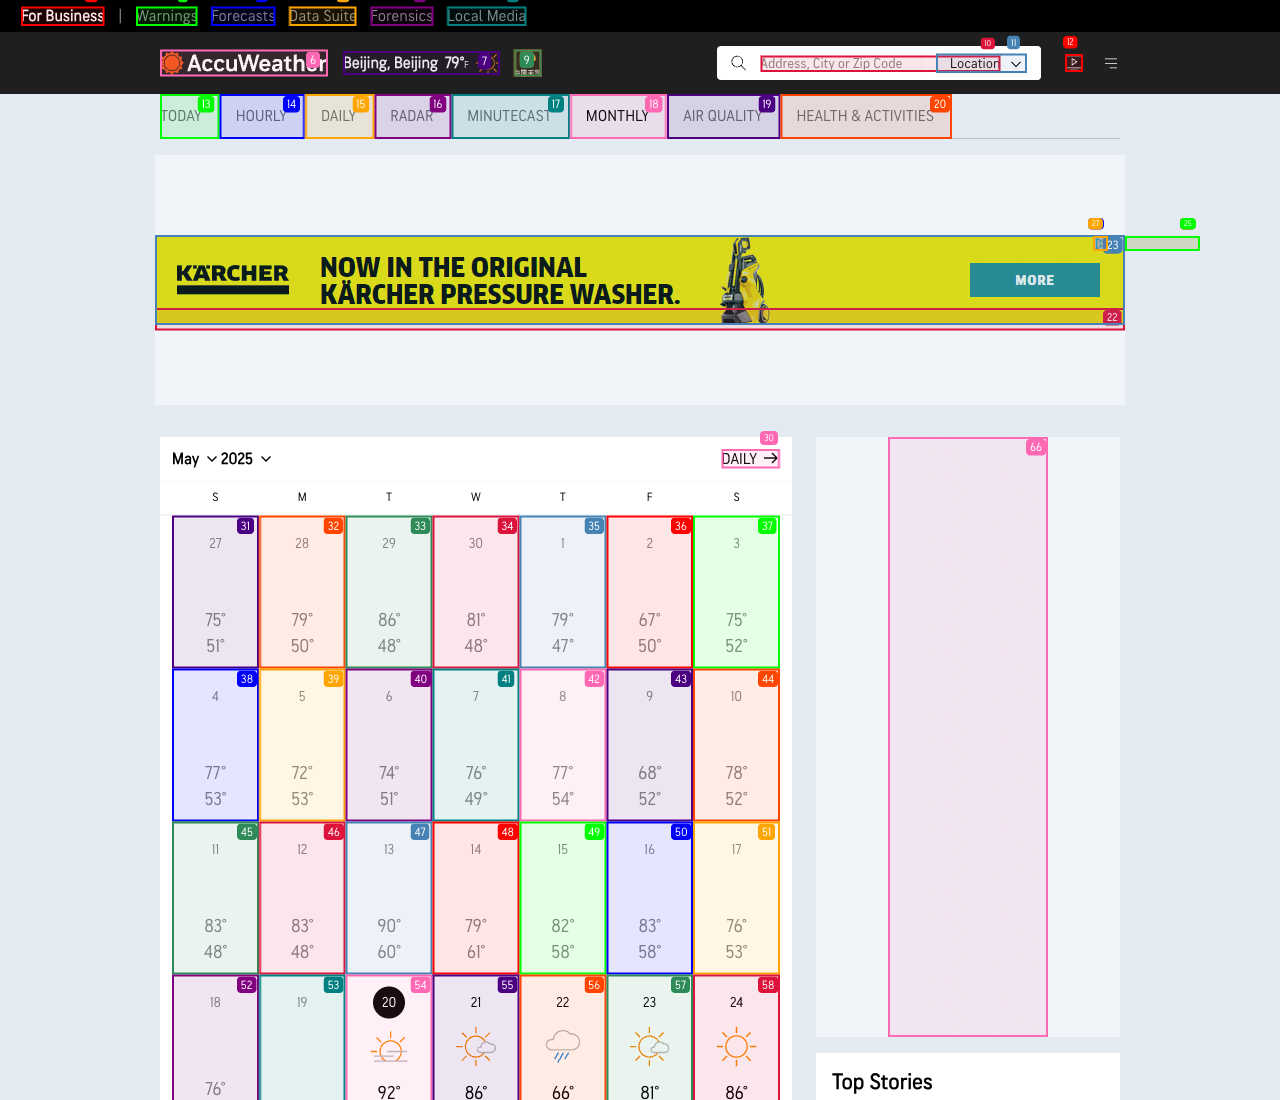 For Business | Warnings Forecasts Data Suite Forensics Local Media
AccuWeather 6 Beijing, Beijing 79°F 7 9 Address, City or Zip Code 10 Location 11 12
TODAY 13 HOURLY 14 DAILY 15 RADAR 16 MINUTECAST 17 MONTHLY 18 AIR QUALITY 19 HEALTH & ACTIVITIES 20
27 25
23
KÄRCHER NOW IN THE ORIGINAL
KÄRCHER PRESSURE WASHER. MORE
22
30 66
May 2025 DAILY
S M T W T F S
31 32 33 34 35 36 37
27 28 29 30 1 2 3
75° 79° 86° 81° 79° 67° 75°
51° 50° 48° 48° 47° 50° 52°
38 39 40 41 42 43 44
4 5 6 7 8 9 10
77° 72° 74° 76° 77° 68° 78°
53° 53° 51° 49° 54° 52° 52°
45 46 47 48 49 50 51
11 12 13 14 15 16 17
83° 83° 90° 79° 82° 83° 76°
48° 48° 60° 61° 58° 58° 53°
52 53 54 55 56 57 58
18 19 20 21 22 23 24
76° 92° 86° 66° 81° 86°
Top Stories